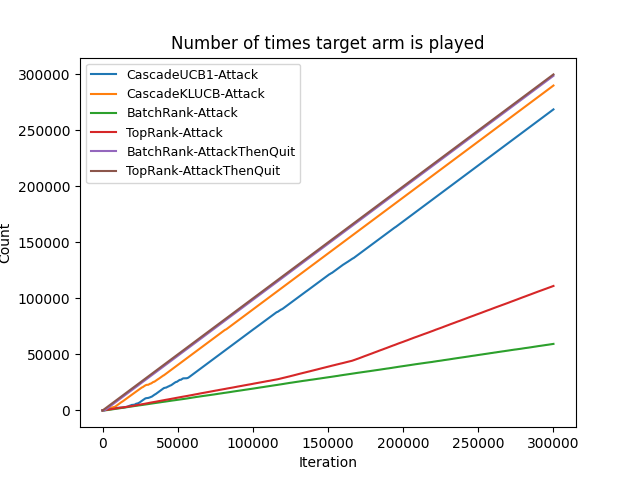 Number of times target arm is played
CascadeUCB1-Attack
CascadeKLUCB-Attack
BatchRank-Attack
TopRank-Attack
BatchRank-AttackThenQuit
TopRank-AttackThenQuit
300000
250000
200000
150000
100000
50000
0
Count
0 50000 100000 150000 200000 250000 300000
Iteration